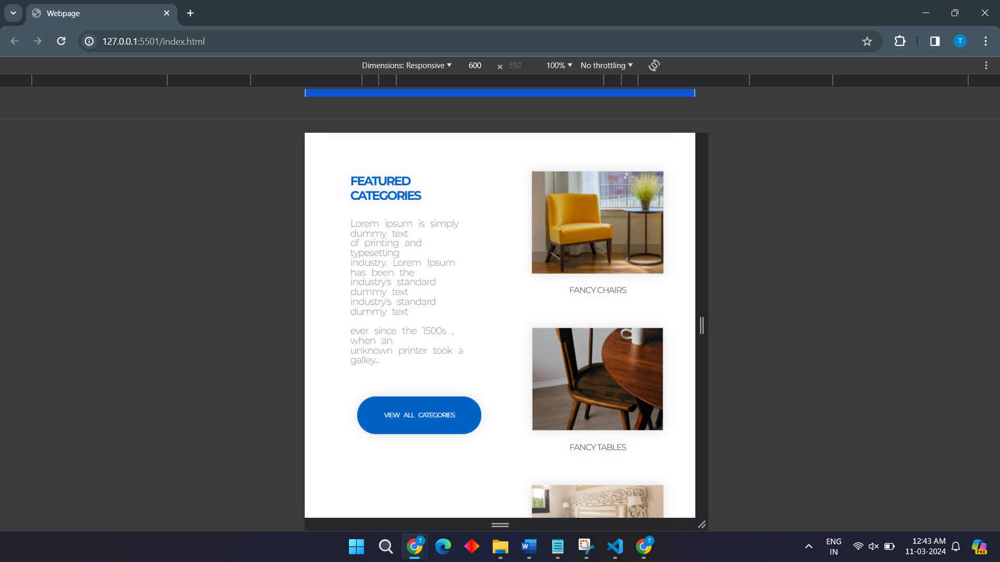 Webpage
127.0.0.1:5501/index.html
T
Dimensions: Responsive 600 × 592 100% No throttling
FEATURED
CATEGORIES
Lorem ipsum is simply
dummy text
of printing and
typesetting
industry. Lorem Ipsum
has been the
industry's standard
dummy text
industry's standard
dummy text
ever since the 1500s ,
when an
unknown printer took a
galley...
VIEW ALL CATEGORIES
FANCY CHAIRS
FANCY TABLES
T
W
T
ENG
IN
12:43 AM
11-03-2024
PRE